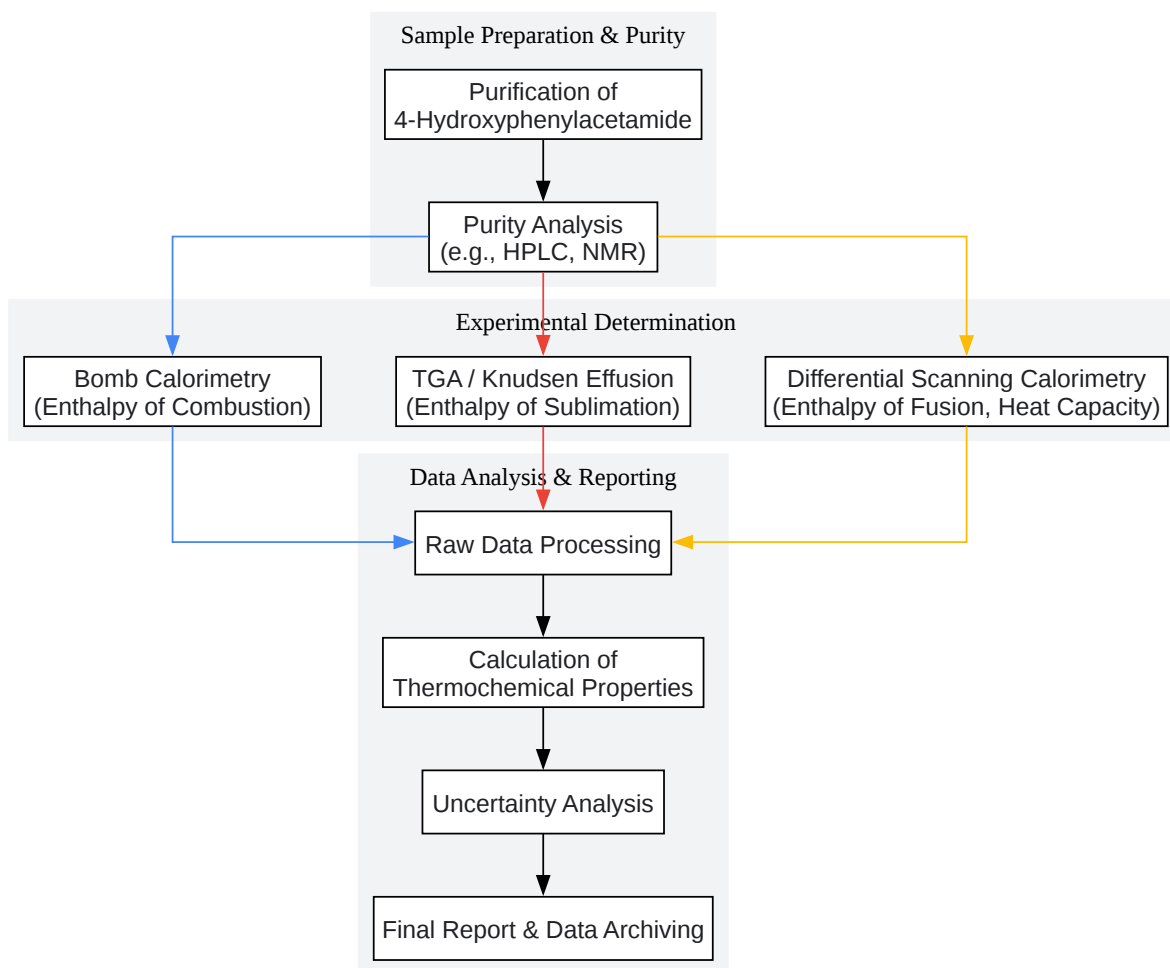 Sample Preparation & Purity
Purification of
4-Hydroxyphenylacetamide
Purity Analysis
(e.g., HPLC, NMR)
Experimental Determination
Bomb Calorimetry
(Enthalpy of Combustion)
TGA / Knudsen Effusion
(Enthalpy of Sublimation)
Differential Scanning Calorimetry
(Enthalpy of Fusion, Heat Capacity)
Data Analysis & Reporting
Raw Data Processing
Calculation of
Thermochemical Properties
Uncertainty Analysis
Final Report & Data Archiving